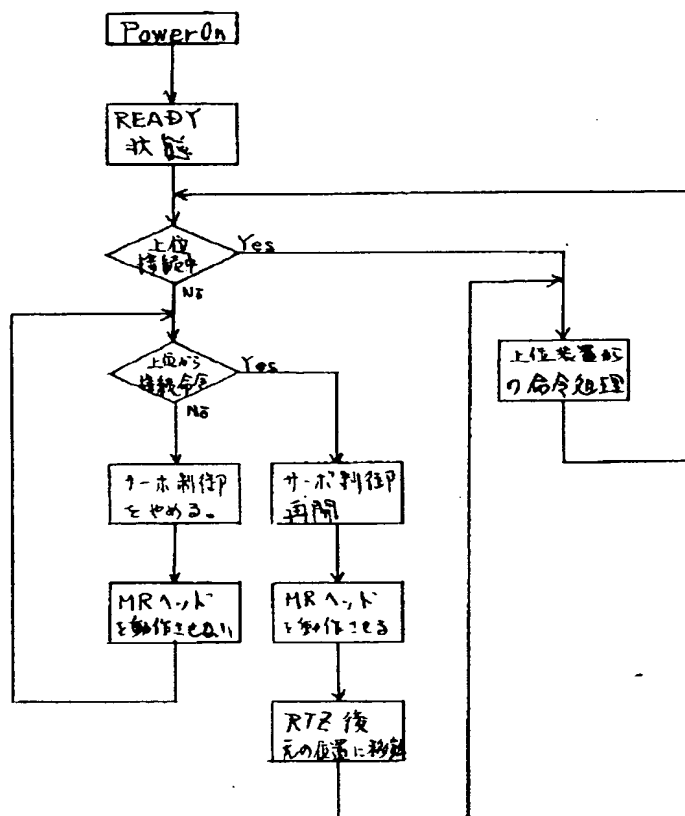 PowerOn
READY
状態
上位
接続中
Yes
No
上位から
接続命令
Yes
No
上位装置から
の命令処理
サーボ制御
をやめる。
サーボ制御
再開
MRヘッド
を動作させない
MRヘッド
を動作させる
RTZ後
元の位置に移動